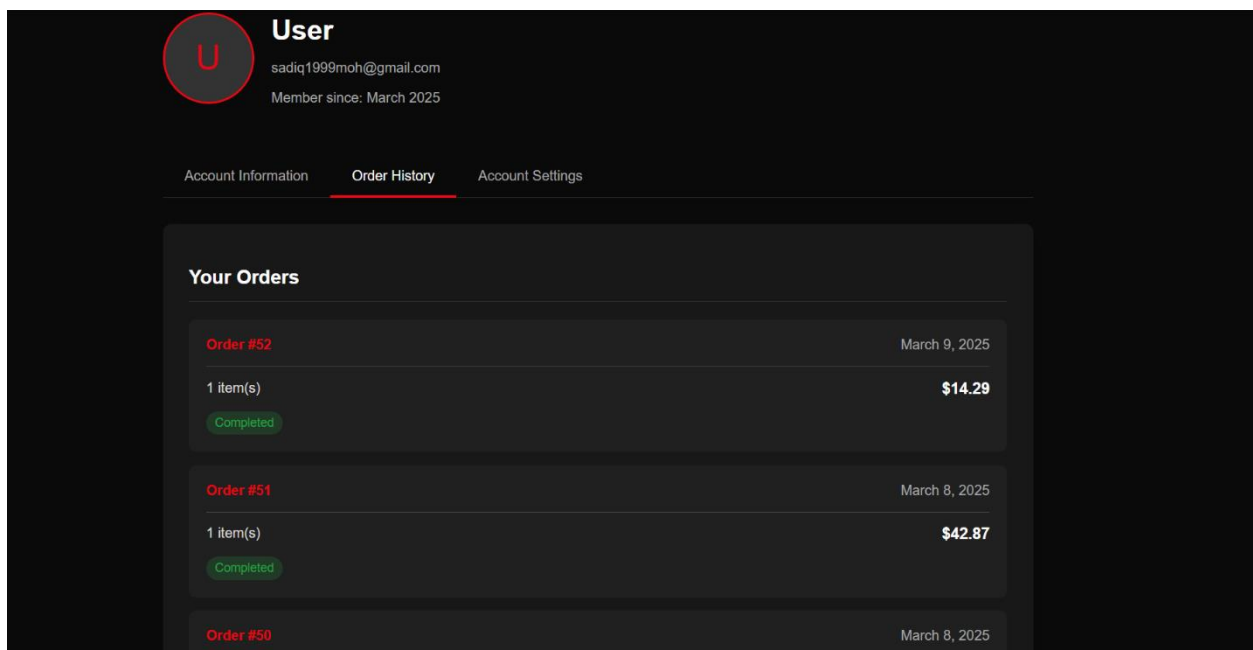 U
User
sadiq1999moh@gmail.com
Member since: March 2025
Account Information Order History Account Settings
Your Orders
Order #52 March 9, 2025
1 item(s) $14.29
Completed
Order #51 March 8, 2025
1 item(s) $42.87
Completed
Order #50 March 8, 2025